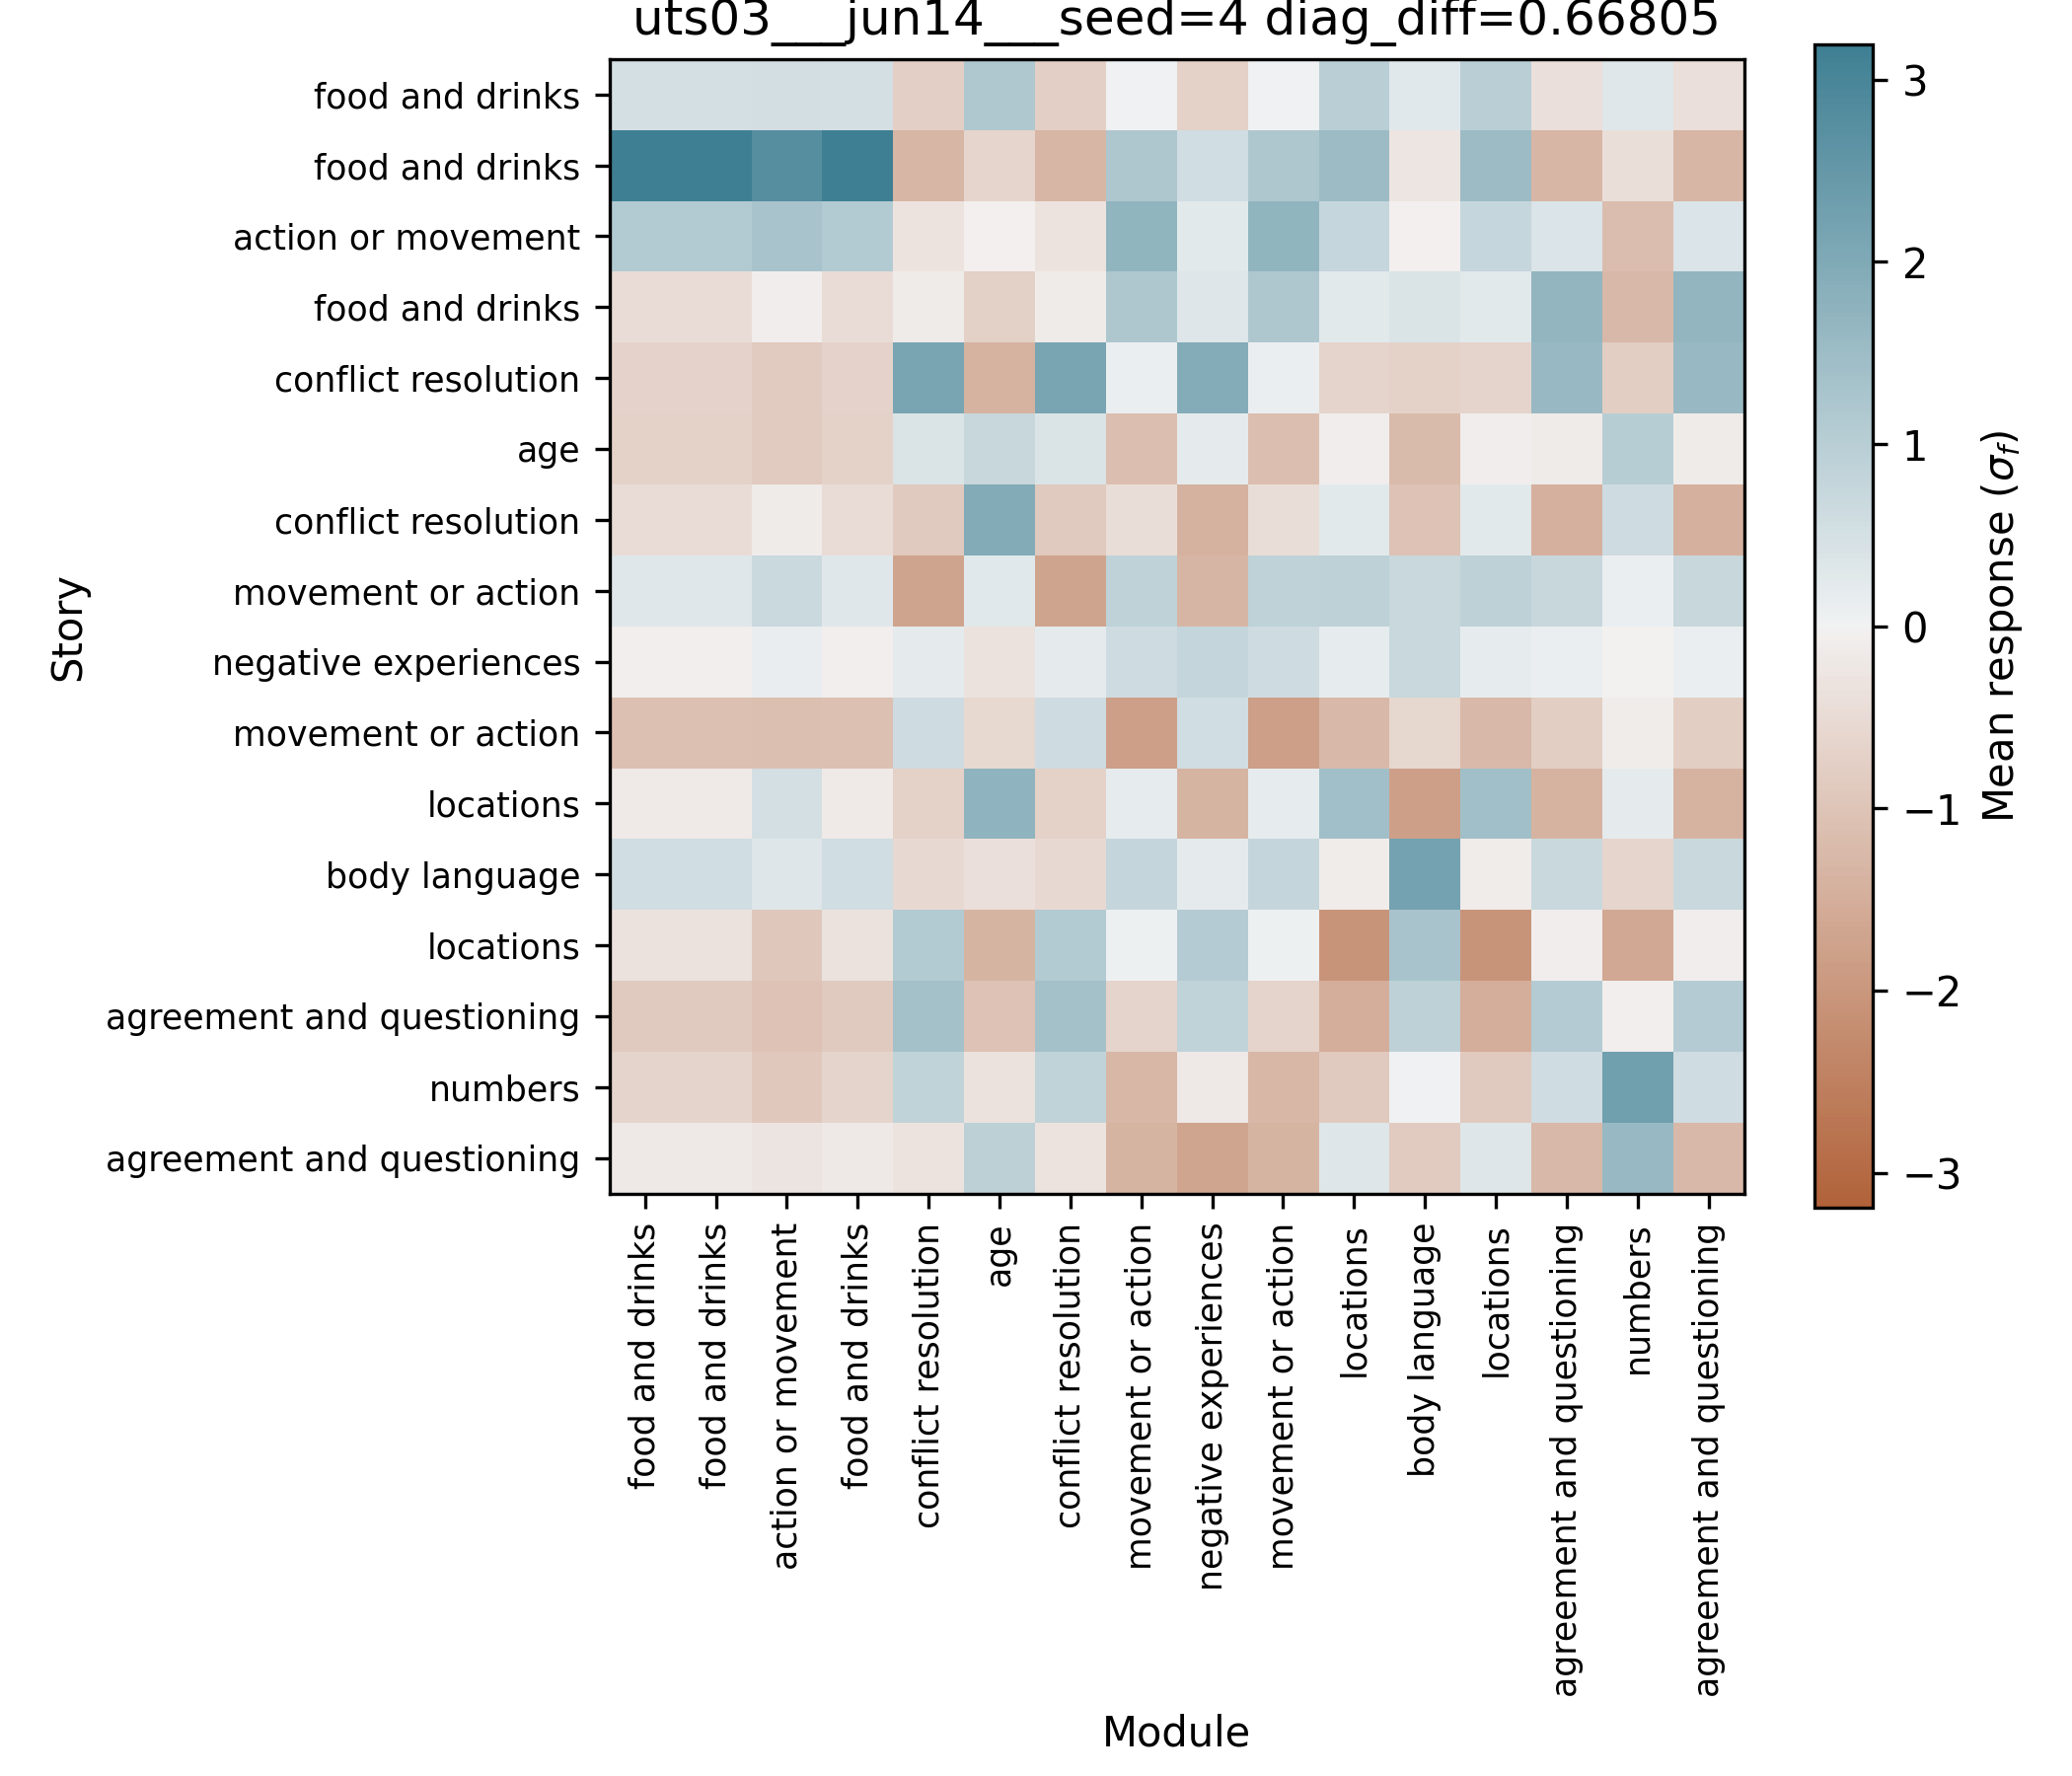 uts03___jun14___seed=4 diag_diff=0.66805
Story
food and drinks
food and drinks
action or movement
food and drinks
conflict resolution
age
conflict resolution
movement or action
negative experiences
movement or action
locations
body language
locations
agreement and questioning
numbers
agreement and questioning
food and drinks
food and drinks
action or movement
food and drinks
conflict resolution
age
conflict resolution
movement or action
negative experiences
movement or action
locations
body language
locations
agreement and questioning
numbers
agreement and questioning
Module
3
2
1
0
−1
−2
−3
Mean response (σf)